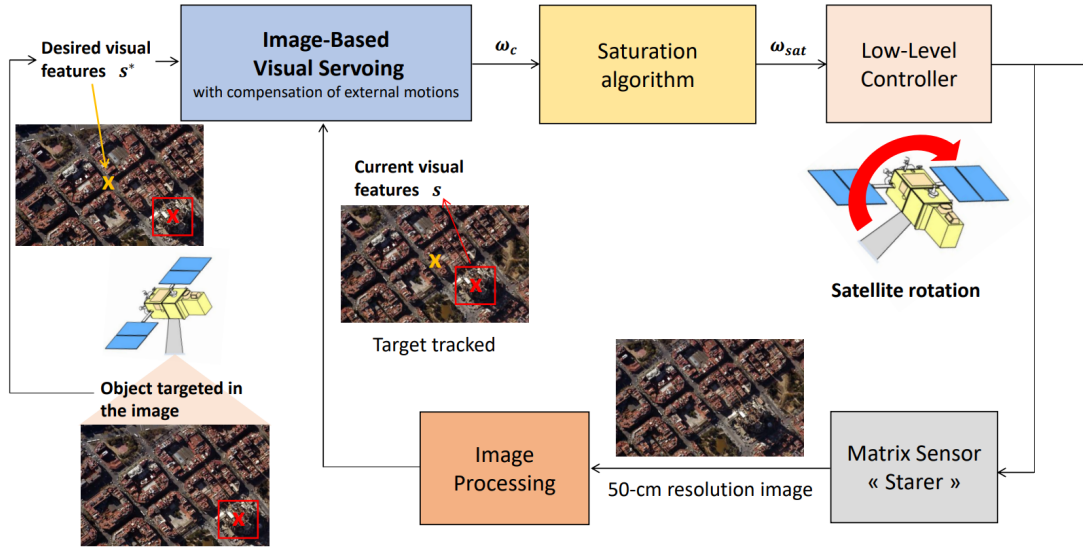 Desired visual
features s*
Image-Based
Visual Servoing
with compensation of external motions
ω_c
Saturation
algorithm
ω_sat
Low-Level
Controller
X
X
Current visual
features s
X
X
Target tracked
Satellite rotation
Object targeted in
the image
X
Image
Processing
50-cm resolution image
Matrix Sensor
« Starer »